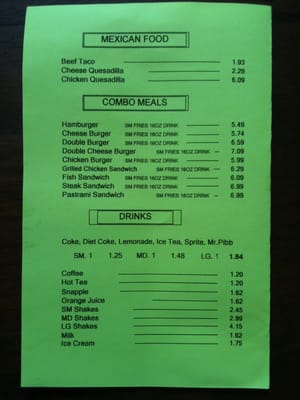 MEXICAN FOOD
Beef Taco 1.93
Cheese Quesadilla 2.29
Chicken Quesadilla 6.09
COMBO MEALS
Hamburger SM FRIES 16OZ DRINK 5.49
Cheese Burger SM FRIES 16OZ DRINK 5.74
Double Burger SM FRIES 16OZ DRINK 6.59
Double Cheese Burger SM FRIES 16OZ DRINK 7.09
Chicken Burger SM FRIES 16OZ DRINK 5.99
Grilled Chicken Sandwich SM FRIES 16OZ DRINK 6.29
Fish Sandwich SM FRIES 16OZ DRINK 6.09
Steak Sandwich SM FRIES 16OZ DRINK 6.99
Pastrami Sandwich SM FRIES 16OZ DRINK 6.99
DRINKS
Coke, Diet Coke, Lemonade, Ice Tea, Sprite, Mr.Pibb
SM. 1 1.25 MD. 1 1.48 LG. 1 1.84
Coffee 1.20
Hot Tea 1.20
Snapple 1.62
Orange Juice 1.62
SM Shakes 2.45
MD Shakes 2.99
LG Shakes 4.15
Milk 1.62
Ice Cream 1.75